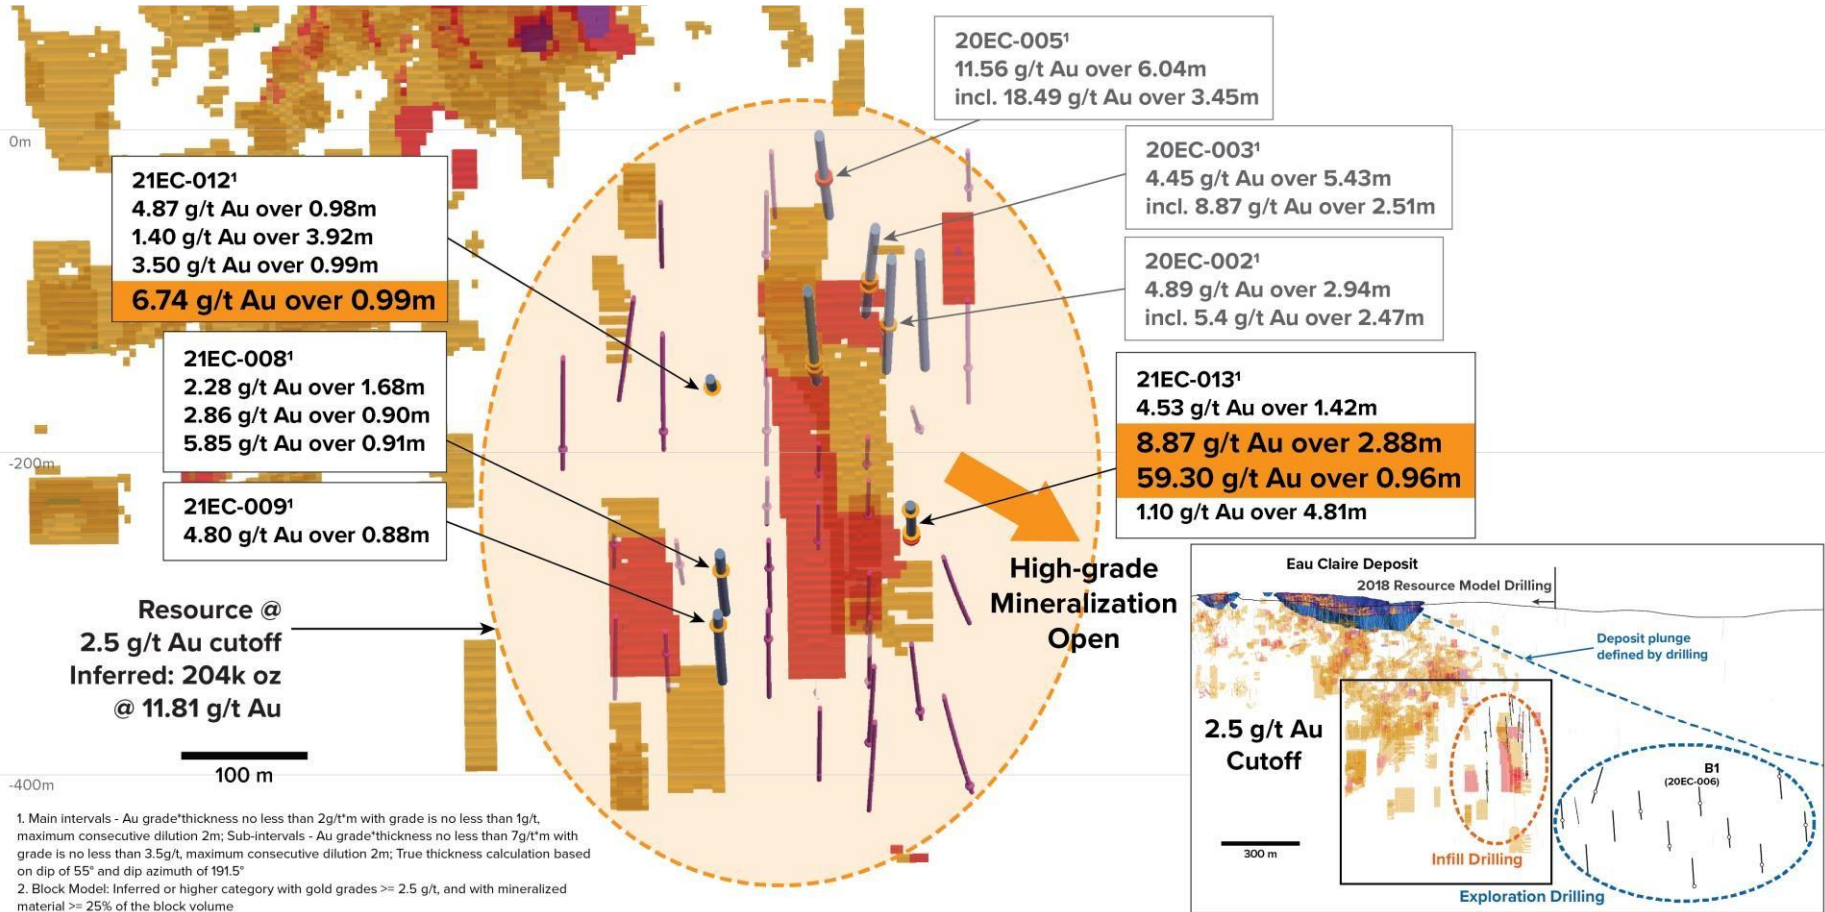 20EC-005¹
11.56 g/t Au over 6.04m
incl. 18.49 g/t Au over 3.45m
0m
20EC-003¹
4.45 g/t Au over 5.43m
incl. 8.87 g/t Au over 2.51m
21EC-012¹
4.87 g/t Au over 0.98m
1.40 g/t Au over 3.92m
3.50 g/t Au over 0.99m
6.74 g/t Au over 0.99m
20EC-002¹
4.89 g/t Au over 2.94m
incl. 5.4 g/t Au over 2.47m
21EC-008¹
2.28 g/t Au over 1.68m
2.86 g/t Au over 0.90m
5.85 g/t Au over 0.91m
21EC-013¹
4.53 g/t Au over 1.42m
8.87 g/t Au over 2.88m
59.30 g/t Au over 0.96m
1.10 g/t Au over 4.81m
-200m
21EC-009¹
4.80 g/t Au over 0.88m
High-grade
Mineralization
Open
Resource @
2.5 g/t Au cutoff
Inferred: 204k oz
@ 11.81 g/t Au
100 m
-400m
Eau Claire Deposit
2018 Resource Model Drilling
Deposit plunge
defined by drilling
2.5 g/t Au
Cutoff
B1
(20EC-006)
300 m
Infill Drilling
Exploration Drilling
1. Main intervals - Au grade*thickness no less than 2g/t*m with grade is no less than 1g/t,
maximum consecutive dilution 2m; Sub-intervals - Au grade*thickness no less than 7g/t*m with
grade is no less than 3.5g/t, maximum consecutive dilution 2m; True thickness calculation based
on dip of 55° and dip azimuth of 191.5°
2. Block Model: Inferred or higher category with gold grades >= 2.5 g/t, and with mineralized
material >= 25% of the block volume